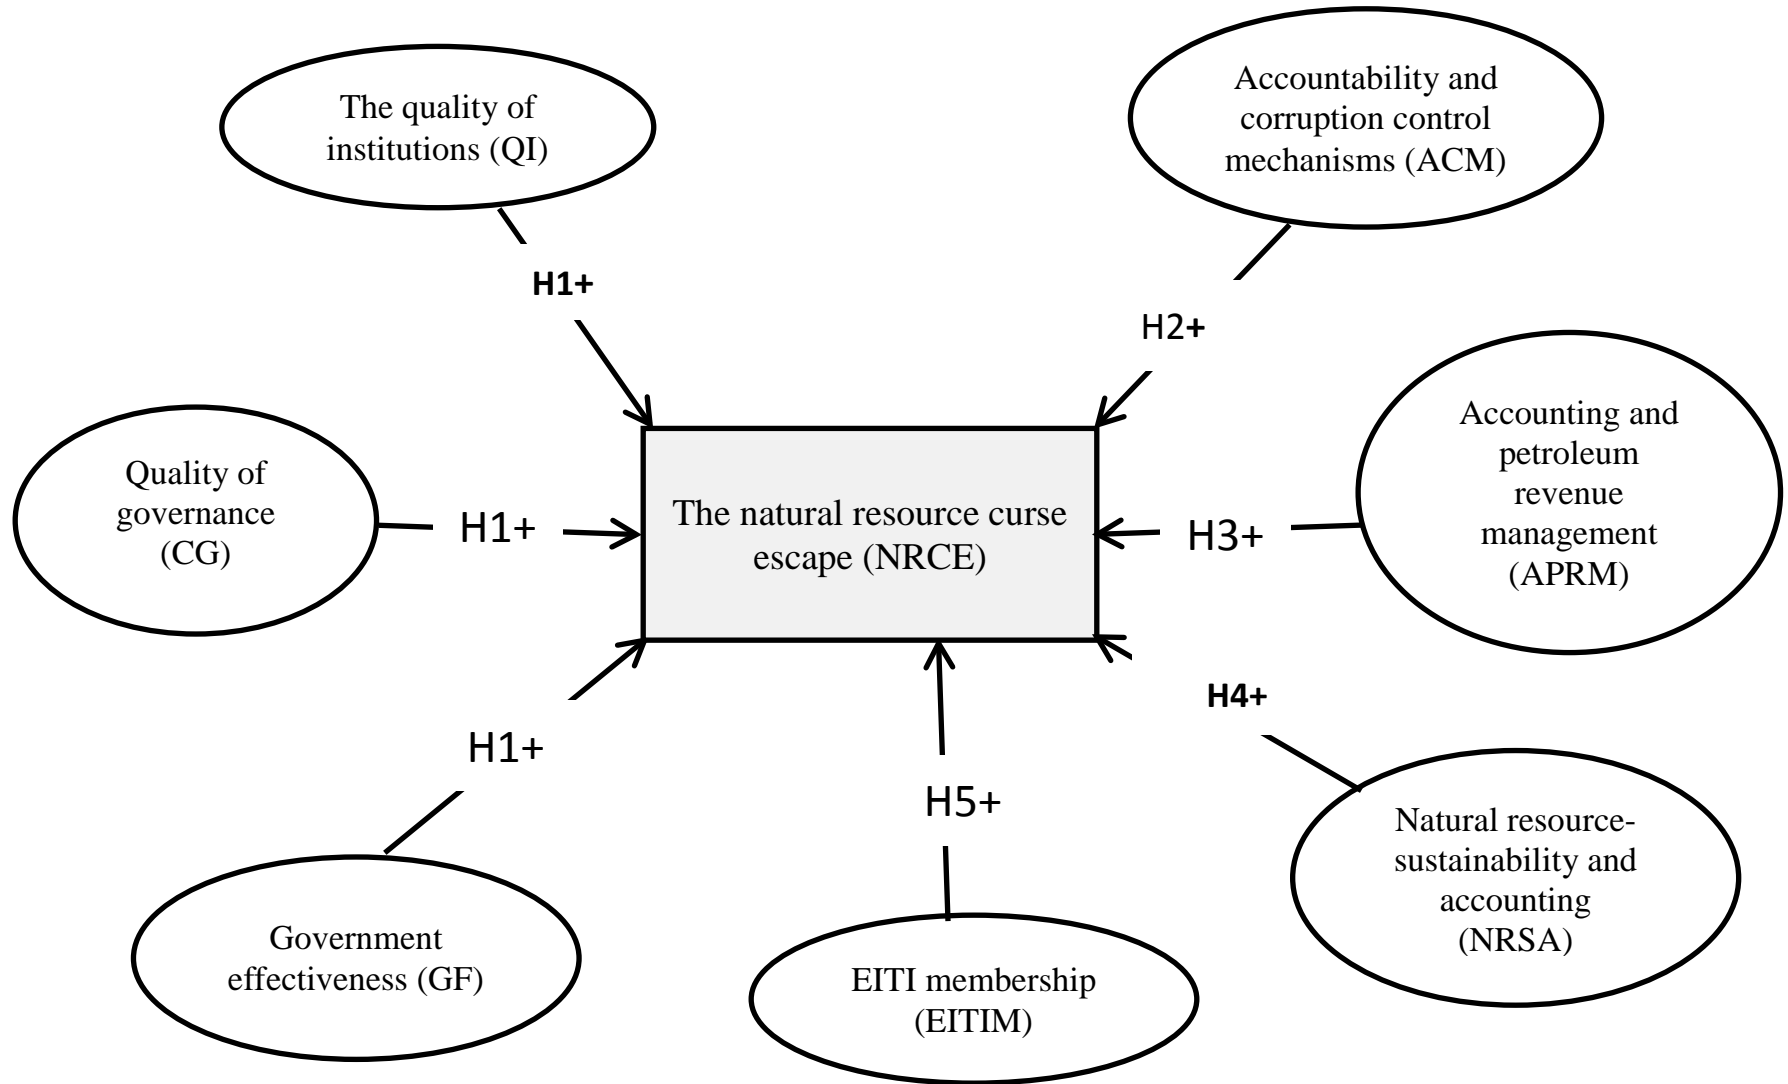 The quality of
institutions (QI)
Accountability and
corruption control
mechanisms (ACM)
H1+
H2+
Quality of
governance
(CG)
H1+
The natural resource curse
escape (NRCE)
H3+
Accounting and
petroleum
revenue
management
(APRM)
H1+
H5+
H4+
Government
effectiveness (GF)
EITI membership
(EITIM)
Natural resource-
sustainability and
accounting
(NRSA)